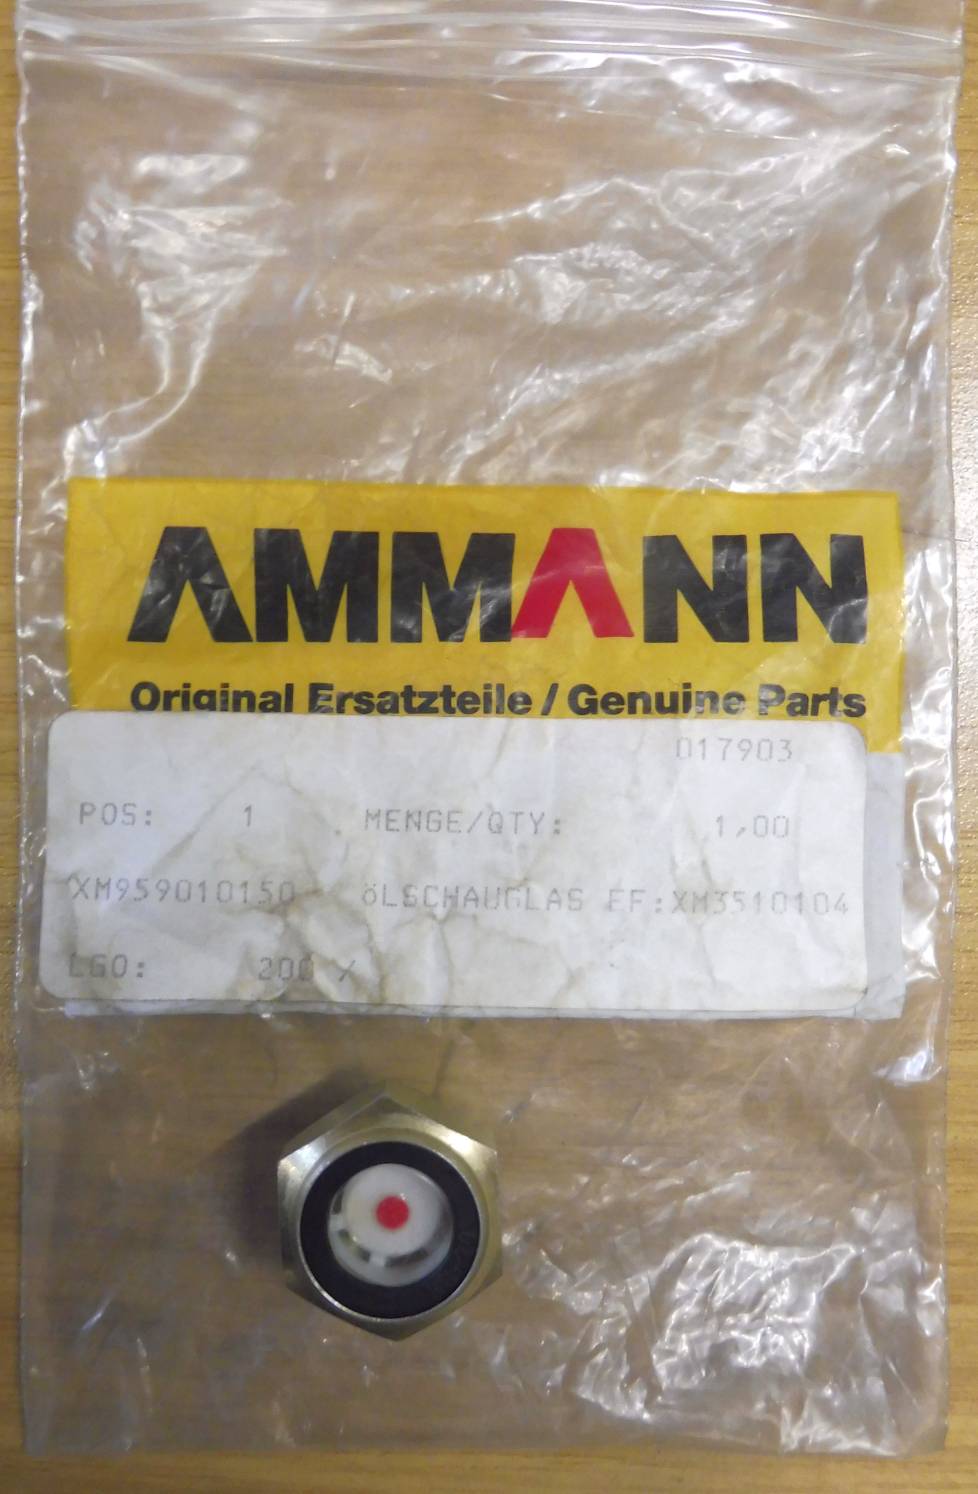 AMMANN
Original Ersatzteile / Genuine Parts
017903
POS: 1 MENGE/QTY: 1,00
XM959010150 ÖLSCHAUGLAS EF:XM3510104
LGO: 200 /